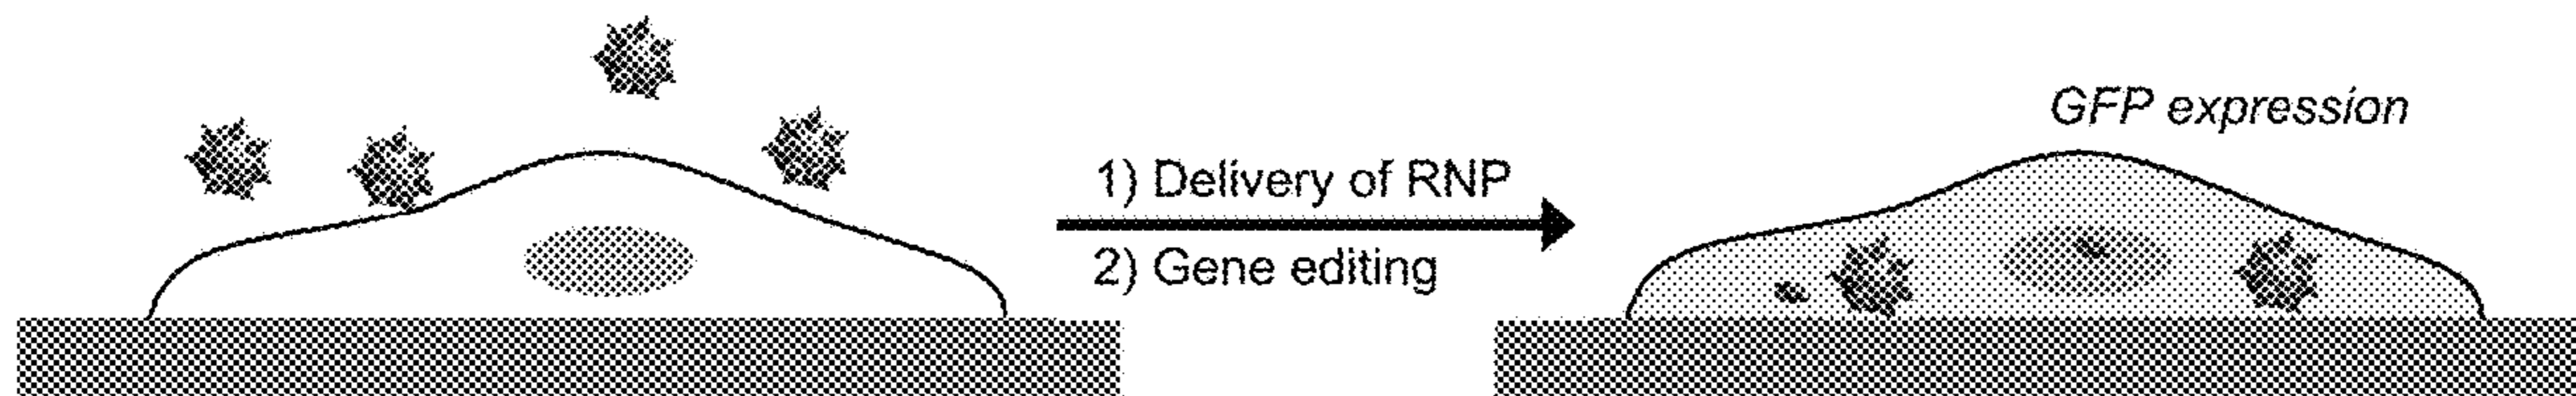 GFP expression
1) Delivery of RNP
2) Gene editing